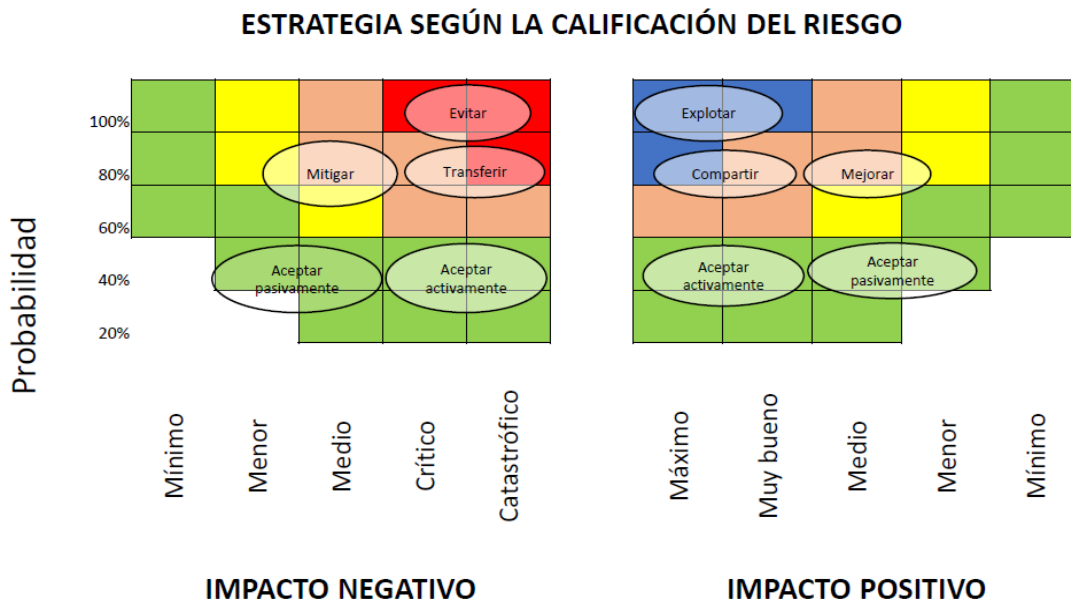 ESTRATEGIA SEGÚN LA CALIFICACIÓN DEL RIESGO
Probabilidad
100%
80%
60%
40%
20%
Evitar
Mitigar
Transferir
Aceptar
pasivamente
Aceptar
activamente
Mínimo
Menor
Medio
Crítico
Catastrófico
IMPACTO NEGATIVO
Explotar
Compartir
Mejorar
Aceptar
activamente
Aceptar
pasivamente
Máximo
Muy bueno
Medio
Menor
Mínimo
IMPACTO POSITIVO